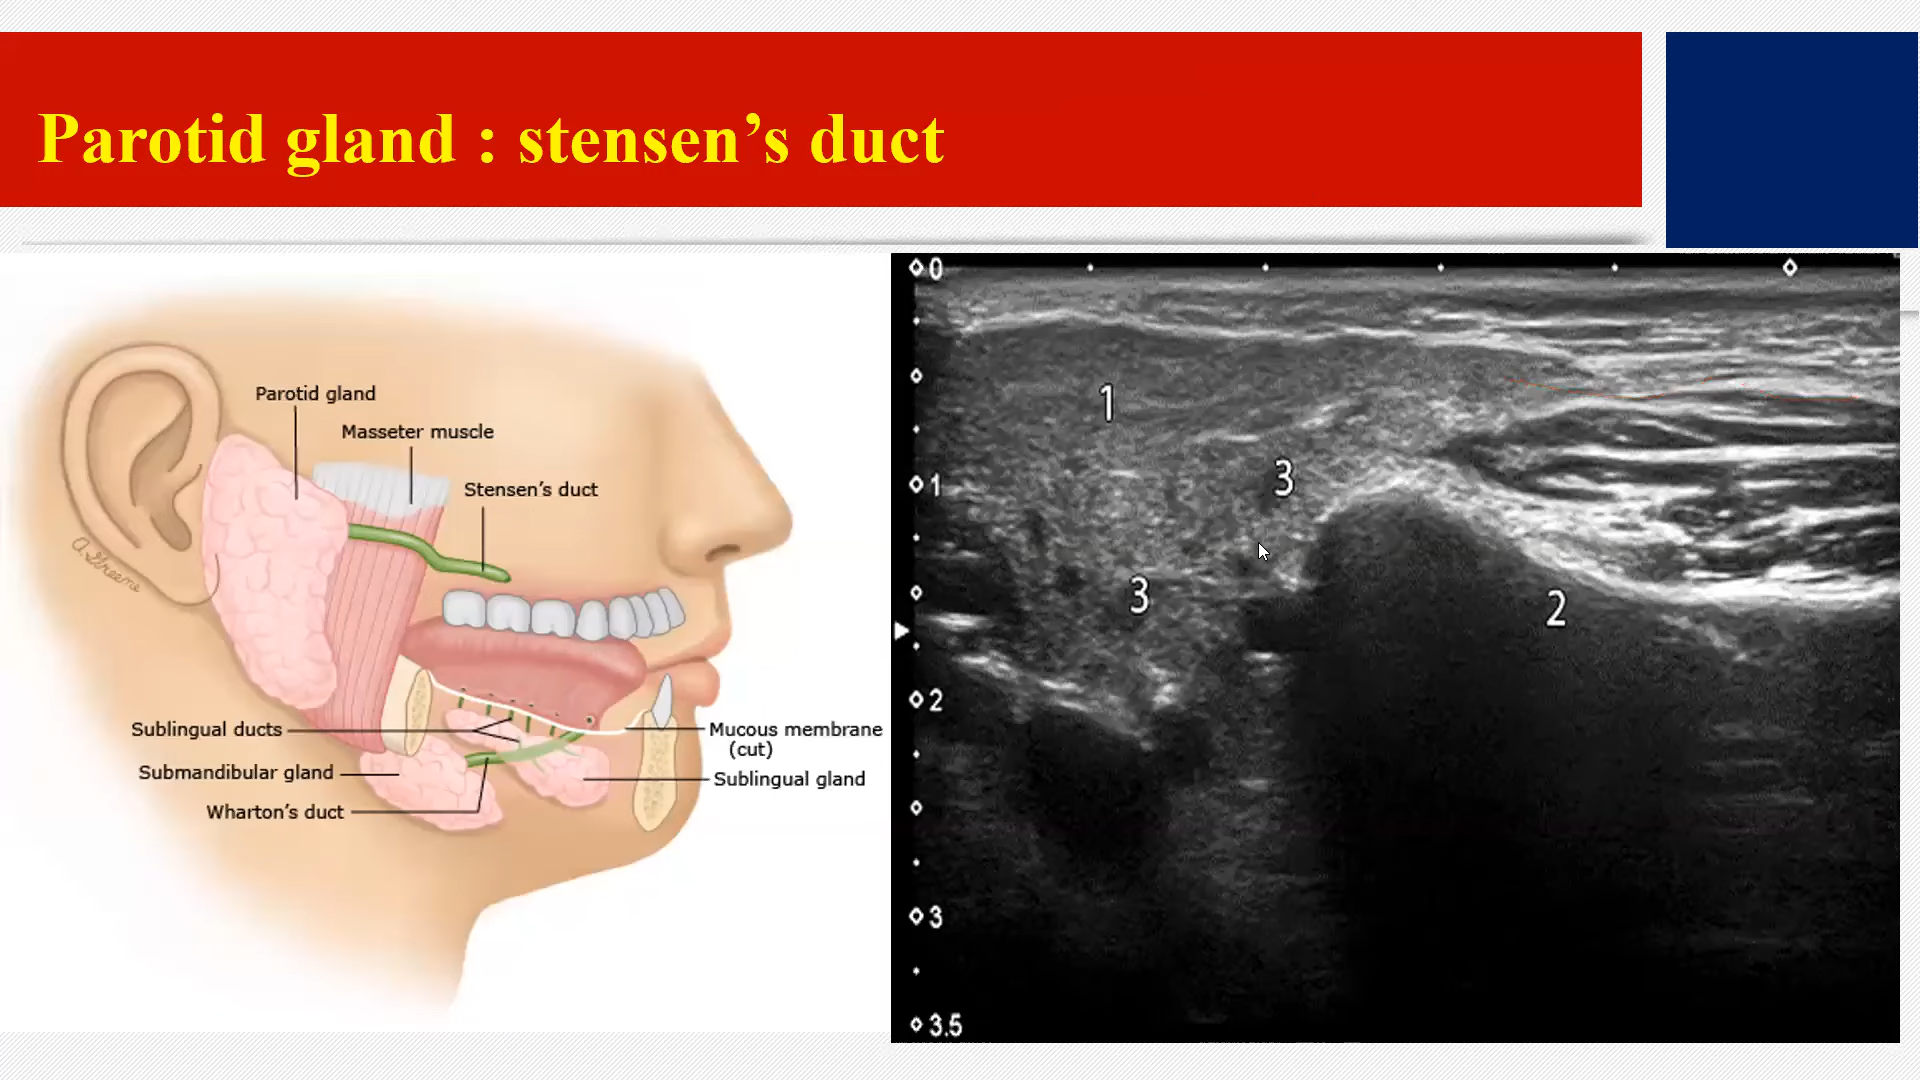 Parotid gland : stensen’s duct
Parotid gland
Masseter muscle
Stensen’s duct
A. Greene
Sublingual ducts
Submandibular gland
Wharton’s duct
Mucous membrane
(cut)
Sublingual gland
0
1
3
1
3
2
2
3
3.5